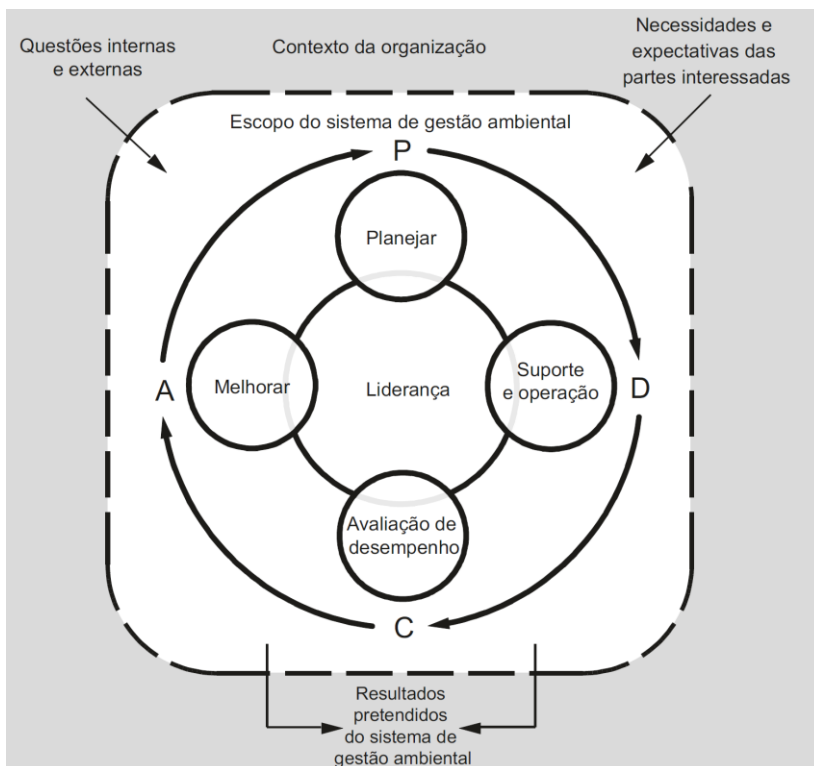 Questões internas
e externas
Contexto da organização
Necessidades e
expectativas das
partes interessadas
Escopo do sistema de gestão ambiental
P
Planejar
A
Melhorar
Liderança
Suporte
e operação
D
Avaliação de
desempenho
C
Resultados
pretendidos
do sistema de
gestão ambiental